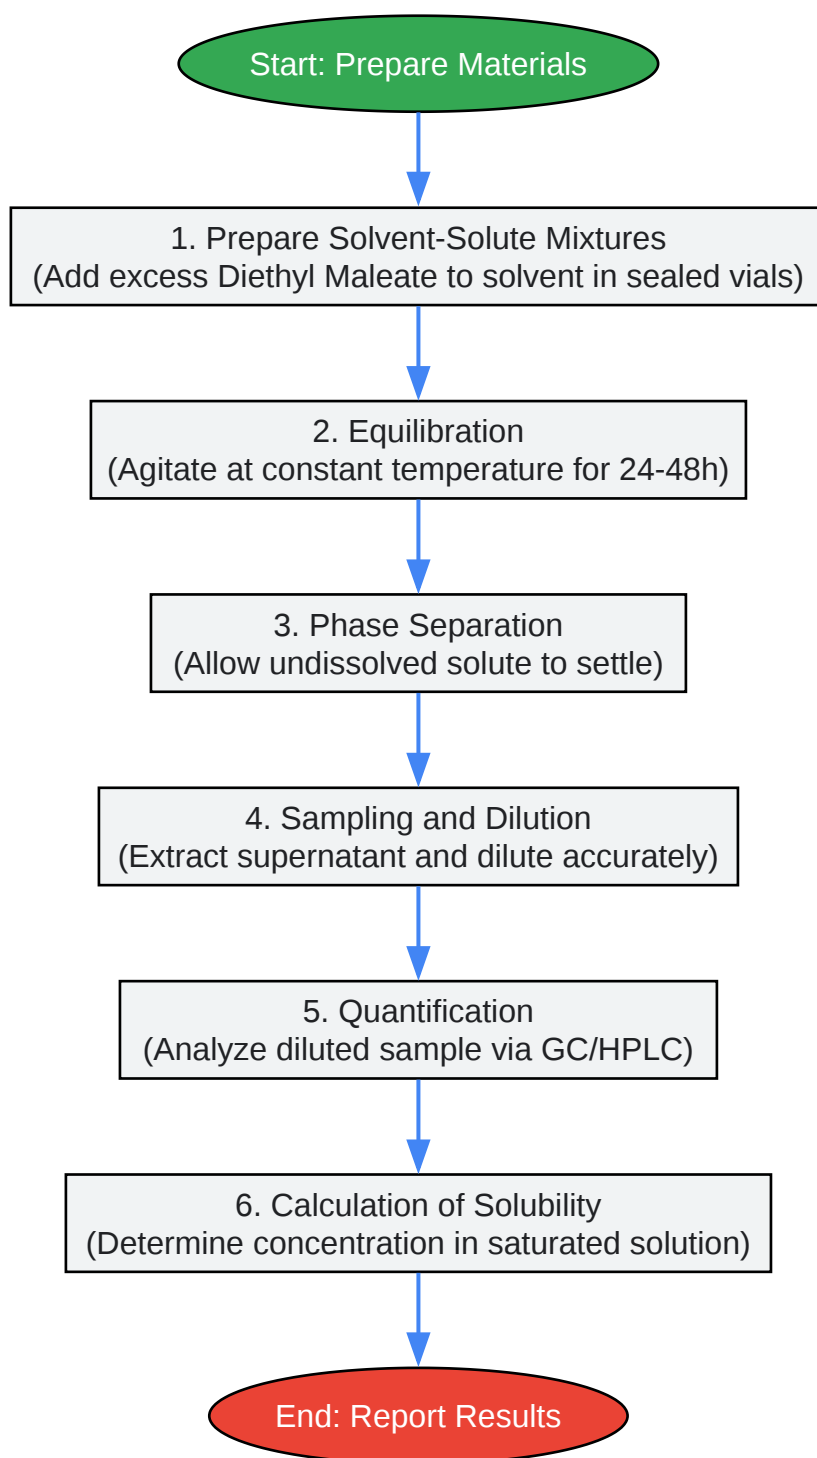 Start: Prepare Materials
1. Prepare Solvent-Solute Mixtures
(Add excess Diethyl Maleate to solvent in sealed vials)
2. Equilibration
(Agitate at constant temperature for 24-48h)
3. Phase Separation
(Allow undissolved solute to settle)
4. Sampling and Dilution
(Extract supernatant and dilute accurately)
5. Quantification
(Analyze diluted sample via GC/HPLC)
6. Calculation of Solubility
(Determine concentration in saturated solution)
End: Report Results